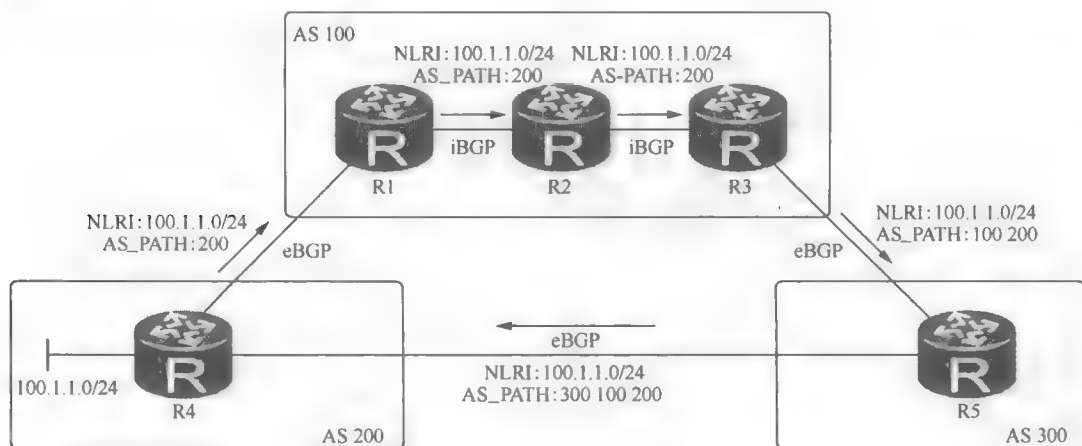 AS 100
NLRI:100.1.1.0/24
AS_PATH:200
NLRI:100.1.1.0/24
AS-PATH:200
R
iBGP
R
iBGP
R
R1
R2
R3
NLRI:100.1.1.0/24
AS_PATH:200
eBGP
NLRI:100.1 1.0/24
AS_PATH:100 200
eBGP
eBGP
100.1.1.0/24
R
R4
NLRI:100.1.1.0/24
AS_PATH:300 100 200
R
R5
AS 200
AS 300